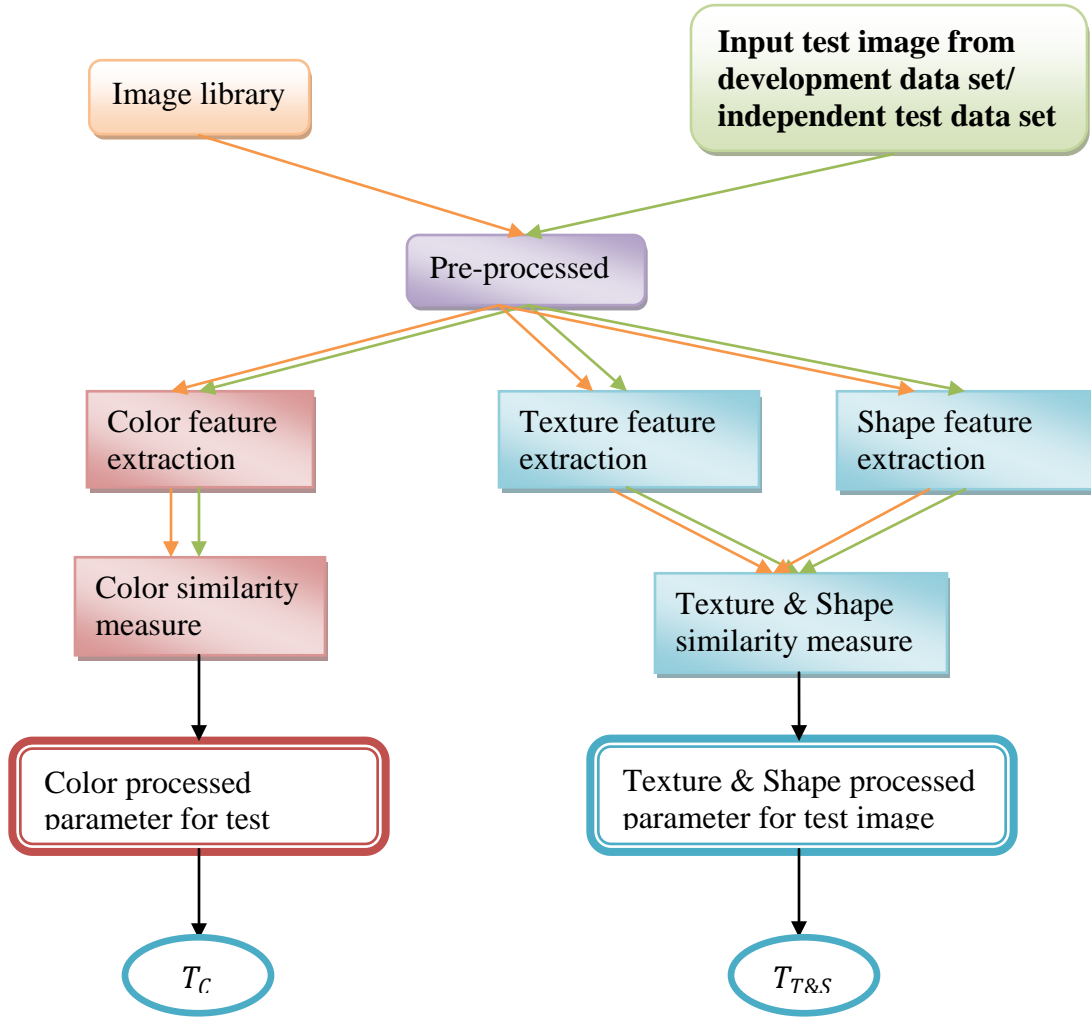 Image library
Input test image from
development data set/
independent test data set
Pre-processed
Color feature
extraction
Texture feature
extraction
Shape feature
extraction
Color similarity
measure
Texture & Shape
similarity measure
Color processed
parameter for test
Texture & Shape processed
parameter for test image
T_C
T_{T&S}